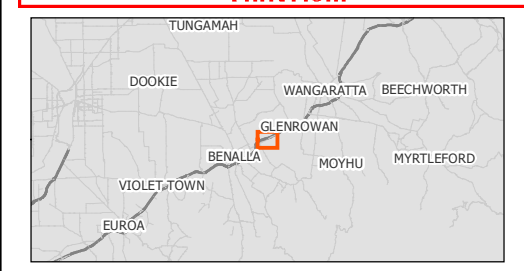 TUNGAMAH
DOOKIE
WANGARATTA BEECHWORTH
GLENROWAN
BENALLA
MOYHU MYRTLEFORD
VIOLET TOWN
EUROA